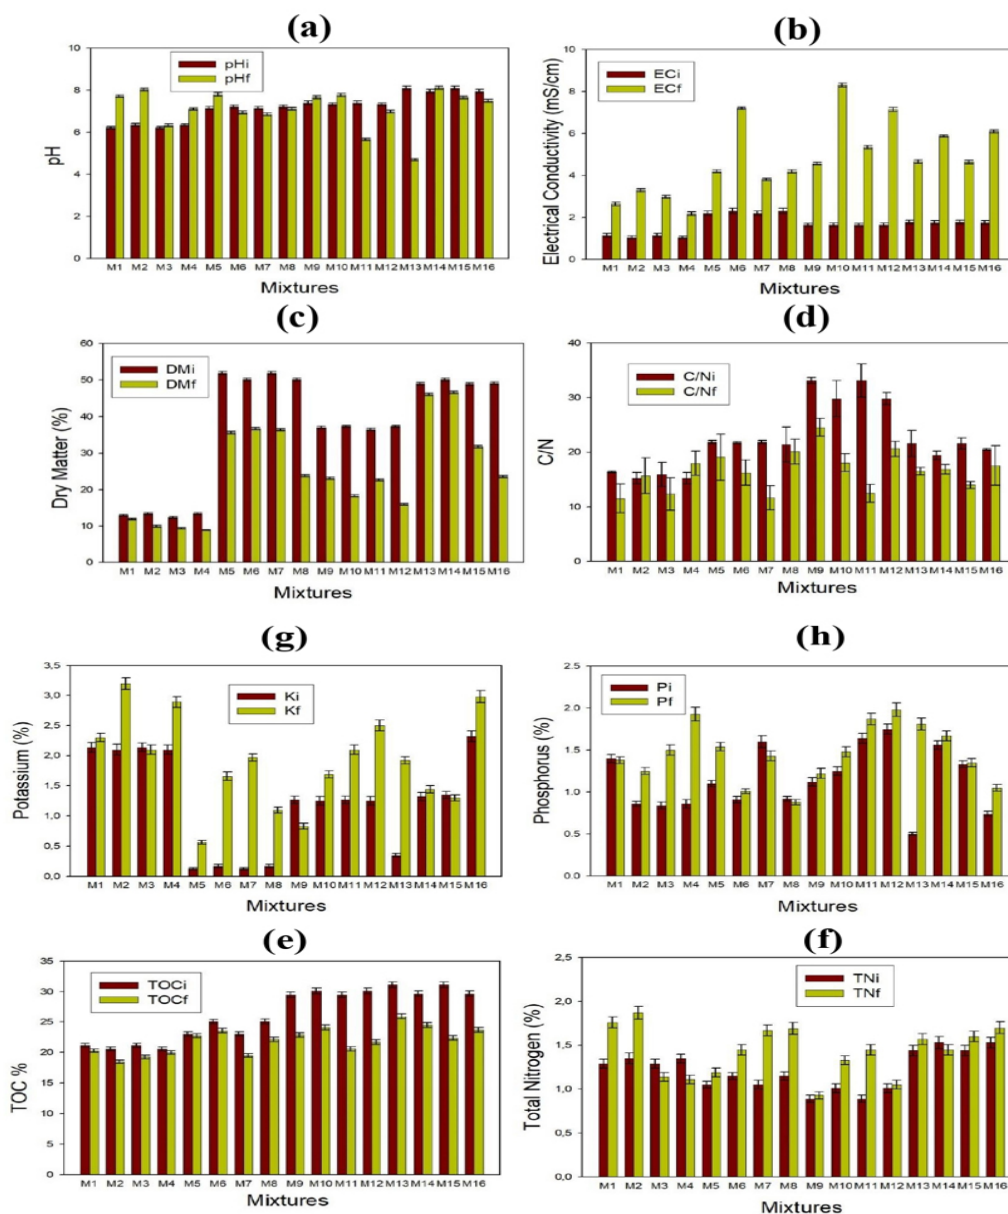 (a)
10
8
6
4
2
0
pH
pHi
pHf
M1 M2 M3 M4 M5 M6 M7 M8 M9 M10 M11 M12 M13 M14 M15 M16
Mixtures
(b)
10
8
6
4
2
0
Electrical Conductivity (mS/cm)
ECi
ECf
M1 M2 M3 M4 M5 M6 M7 M8 M9 M10 M11 M12 M13 M14 M15 M16
Mixtures
(c)
60
50
40
30
20
10
0
Dry Matter (%)
DMi
DMf
M1 M2 M3 M4 M5 M6 M7 M8 M9 M10 M11 M12 M13 M14 M15 M16
Mixtures
(d)
40
30
20
10
0
C/N
C/Ni
C/Nf
M1 M2 M3 M4 M5 M6 M7 M8 M9 M10 M11 M12 M13 M14 M15 M16
Mixtures
(g)
3,5
3,0
2,5
2,0
1,5
1,0
0,5
0,0
Potassium (%)
Ki
Kf
M1 M2 M3 M4 M5 M6 M7 M8 M9 M10 M11 M12 M13 M14 M15 M16
Mixtures
(h)
2.5
2.0
1.5
1.0
0.5
0.0
Phosphorus (%)
Pi
Pf
M1 M2 M3 M4 M5 M6 M7 M8 M9 M10 M11 M12 M13 M14 M15 M16
Mixtures
(e)
35
30
25
20
15
10
5
0
TOC %
TOCi
TOCf
M1 M2 M3 M4 M5 M6 M7 M8 M9 M10 M11 M12 M13 M14 M15 M16
Mixtures
(f)
2,5
2,0
1,5
1,0
0,5
0,0
Total Nitrogen (%)
TNi
TNf
M1 M2 M3 M4 M5 M6 M7 M8 M9 M10 M11 M12 M13 M14 M15 M16
Mixtures